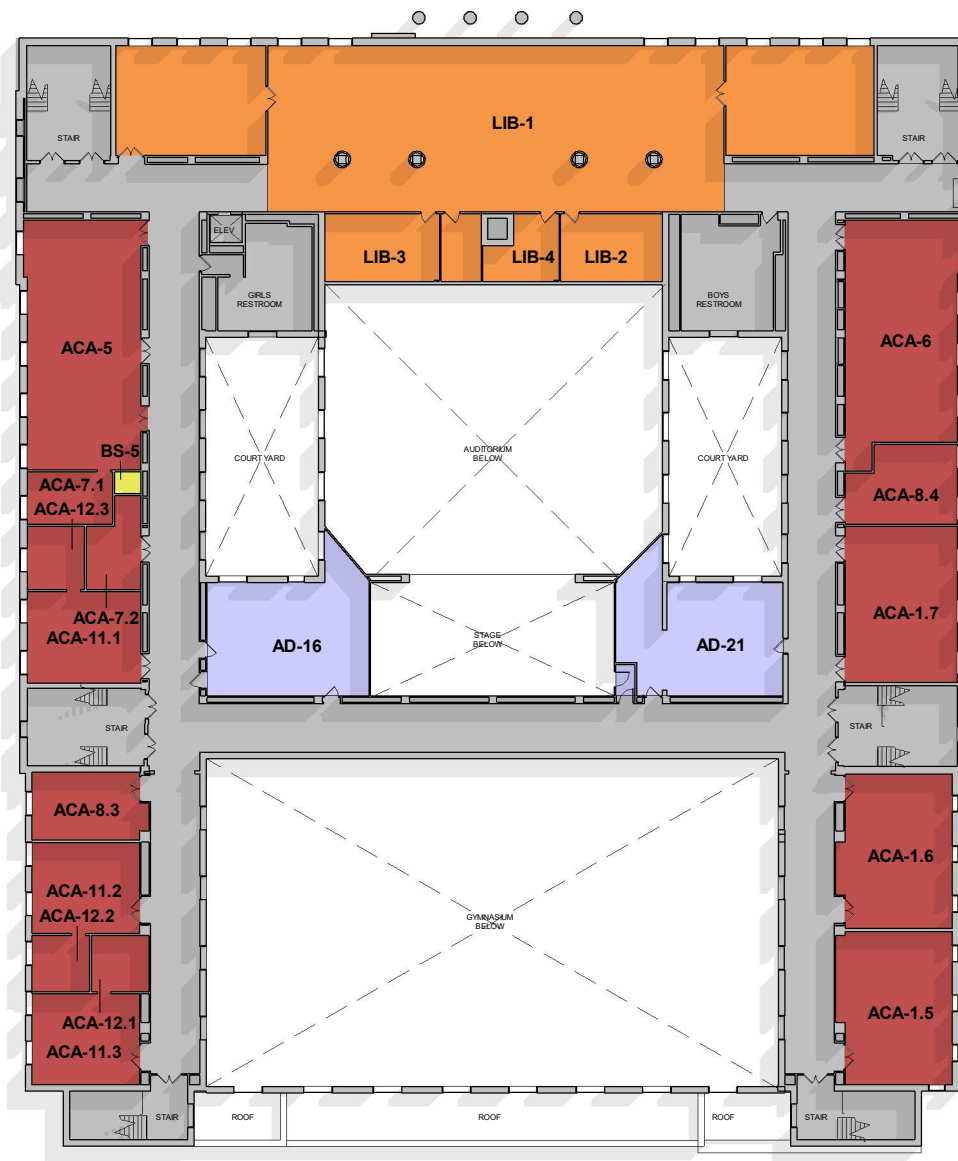 LIB-1
STAIR
STAIR
ELEV
LIB-3
LIB-4
LIB-2
GIRLS
RESTROOM
BOYS
RESTROOM
ACA-5
ACA-6
BS-5
COURT YARD
AUDITORIUM
BELOW
COURT YARD
ACA-7.1
ACA-12.3
ACA-8.4
ACA-7.2
ACA-11.1
ACA-1.7
AD-16
STAGE
BELOW
AD-21
STAIR
STAIR
ACA-8.3
ACA-1.6
ACA-11.2
ACA-12.2
GYMNASIUM
BELOW
ACA-12.1
ACA-11.3
ACA-1.5
STAIR
ROOF
ROOF
ROOF
STAIR